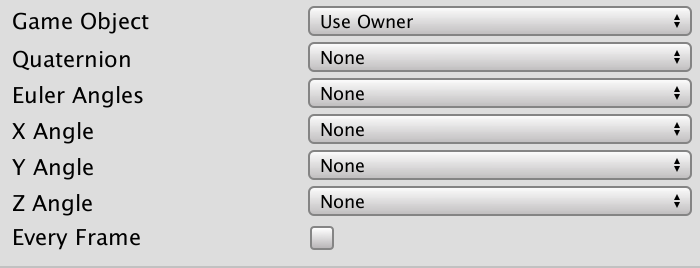 Game Object Use Owner
Quaternion None
Euler Angles None
X Angle None
Y Angle None
Z Angle None
Every Frame